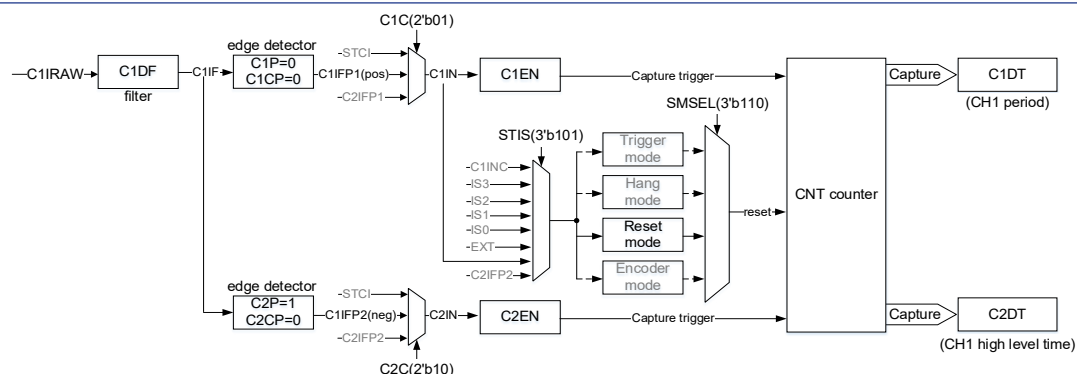 C1C(2'b01)
edge detector
C1IRAW
C1DF
filter
C1IF
C1P=0
C1CP=0
STCI
C1IFP1(pos)
C2IFP1
C1IN
C1EN
Capture trigger
SMSEL(3'b110)
STIS(3'b101)
C1INC
IS3
IS2
IS1
IS0
EXT
C2IFP2
Trigger
mode
Hang
mode
Reset
mode
Encoder
mode
reset
CNT counter
Capture
C1DT
(CH1 period)
edge detector
C2P=1
C2CP=0
STCI
C1IFP2(neg)
C2IFP2
C2IN
C2EN
Capture trigger
C2C(2'b10)
Capture
C2DT
(CH1 high level time)